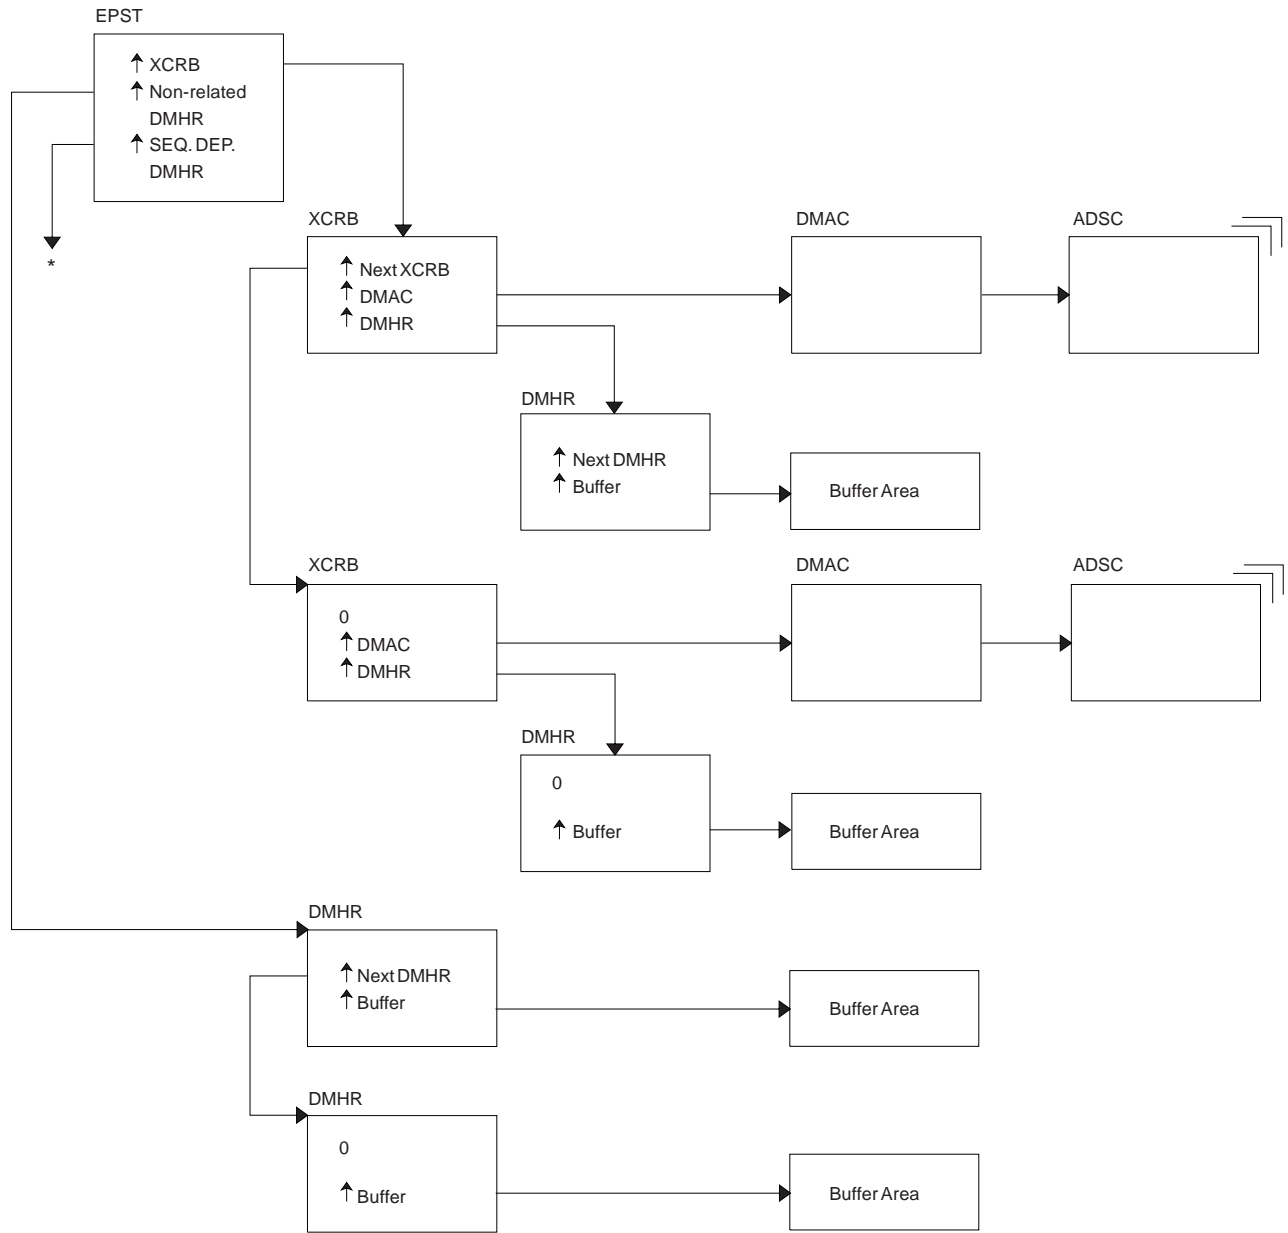 EPST
XCRB
Non-related
DMHR
SEQ. DEP.
DMHR
*
XCRB
Next XCRB
DMAC
DMHR
DMAC
ADSC
DMHR
Next DMHR
Buffer
Buffer Area
XCRB
0
DMAC
DMHR
DMAC
ADSC
DMHR
0
Buffer
Buffer Area
DMHR
Next DMHR
Buffer
Buffer Area
DMHR
0
Buffer
Buffer Area